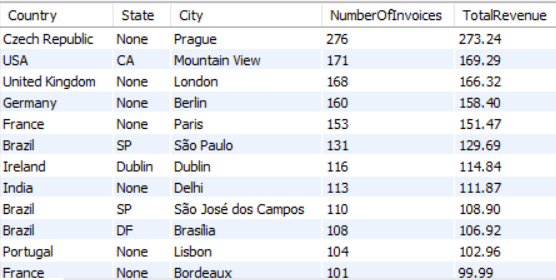 Country State City NumberOfInvoices TotalRevenue
Czech Republic None Prague 276 273.24
USA CA Mountain View 171 169.29
United Kingdom None London 168 166.32
Germany None Berlin 160 158.40
France None Paris 153 151.47
Brazil SP São Paulo 131 129.69
Ireland Dublin Dublin 116 114.84
India None Delhi 113 111.87
Brazil SP São José dos Campos 110 108.90
Brazil DF Brasília 108 106.92
Portugal None Lisbon 104 102.96
France None Bordeaux 101 99.99